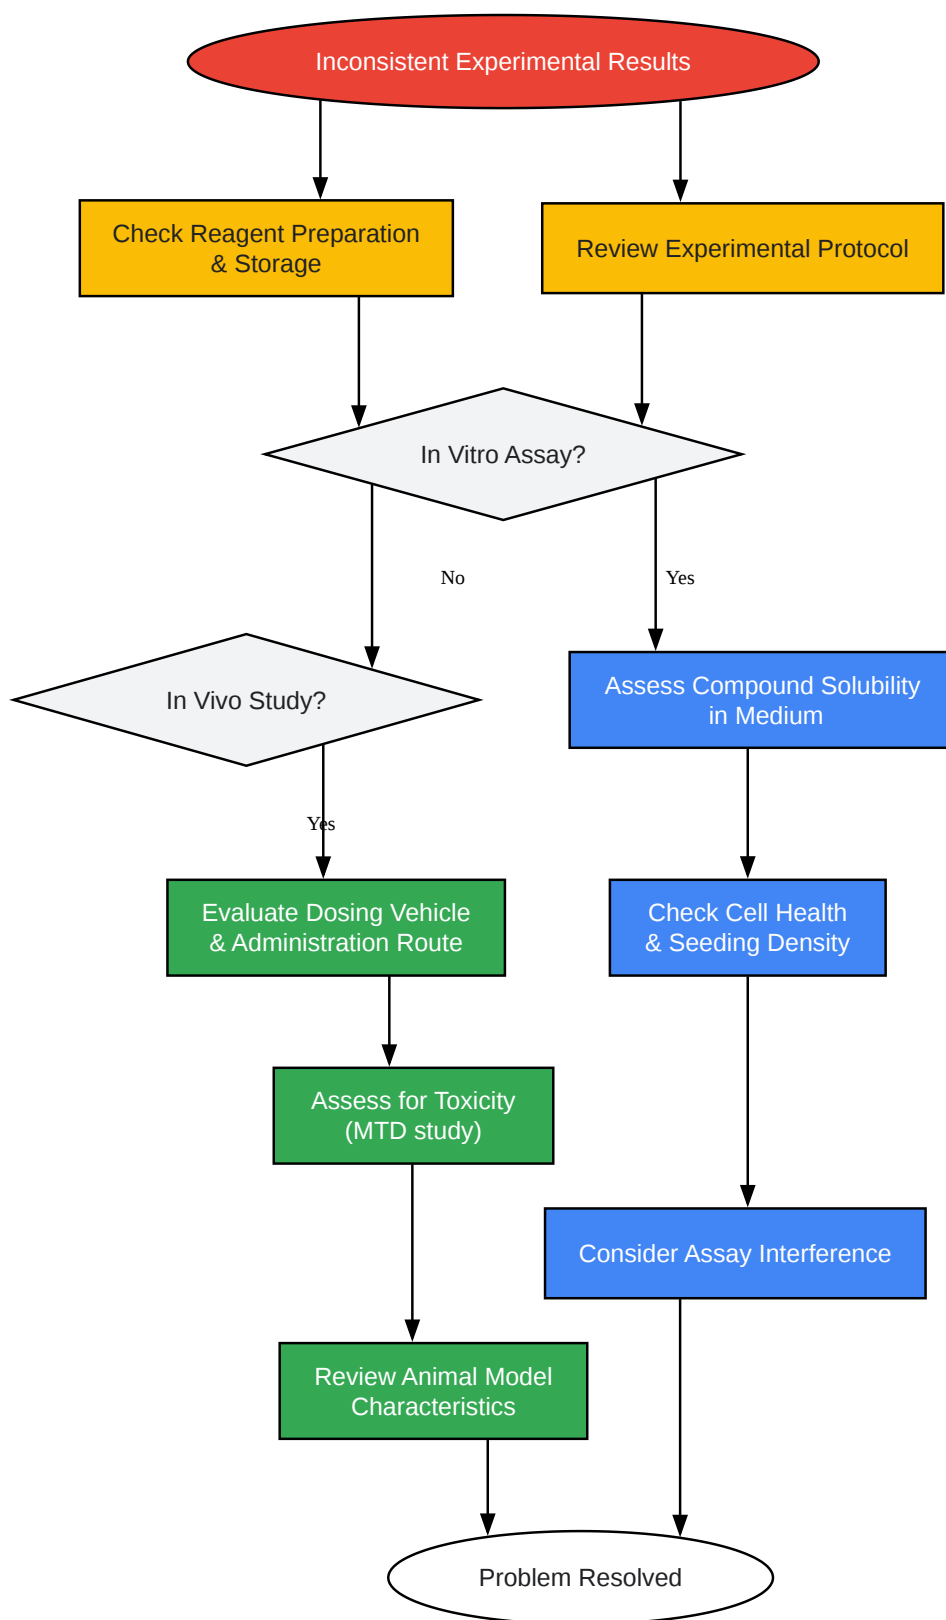 Inconsistent Experimental Results
Check Reagent Preparation
& Storage
Review Experimental Protocol
In Vitro Assay?
No
Yes
In Vivo Study?
Assess Compound Solubility
in Medium
Yes
Evaluate Dosing Vehicle
& Administration Route
Check Cell Health
& Seeding Density
Assess for Toxicity
(MTD study)
Consider Assay Interference
Review Animal Model
Characteristics
Problem Resolved